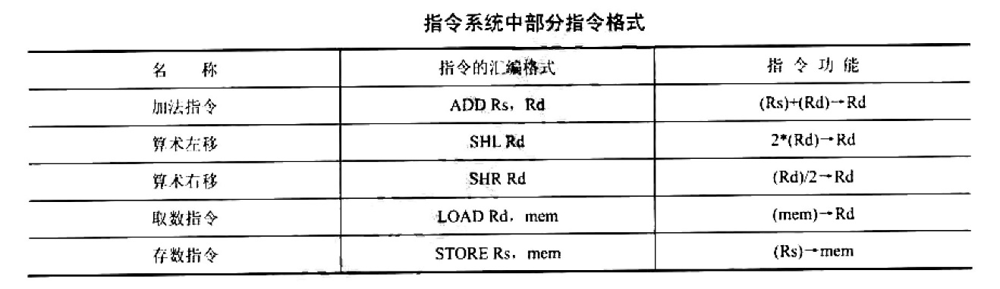 指令系统中部分指令格式
名 称 指令的汇编格式 指 令 功 能
加法指令 ADD Rs，Rd (Rs)+(Rd)→Rd
算术左移 SHL Rd 2*(Rd)→Rd
算术右移 SHR Rd (Rd)/2→Rd
取数指令 LOAD Rd，mem (mem)→Rd
存数指令 STORE Rs，mem (Rs)→mem